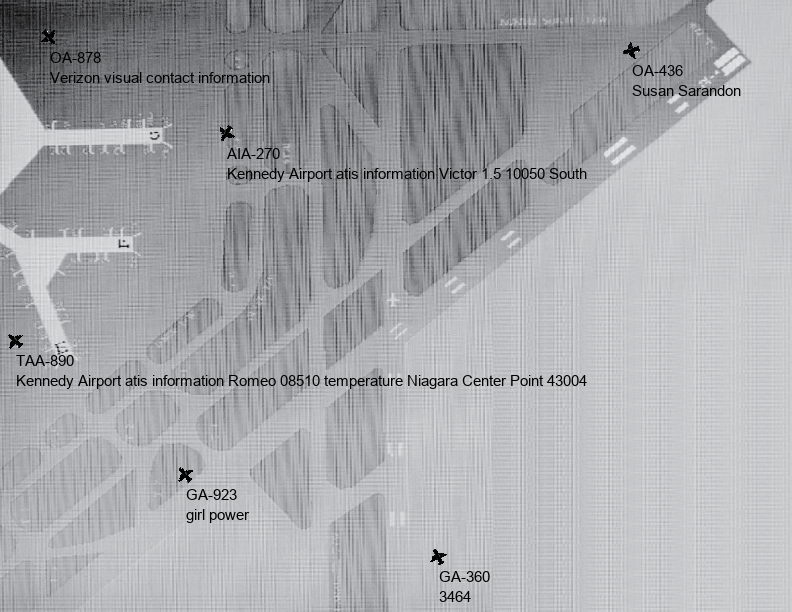 OA-878
Verizon visual contact information
OA-436
Susan Sarandon
AIA-270
Kennedy Airport atis information Victor 1.5 10050 South
TAA-890
Kennedy Airport atis information Romeo 08510 temperature Niagara Center Point 43004
GA-923
girl power
GA-360
3464